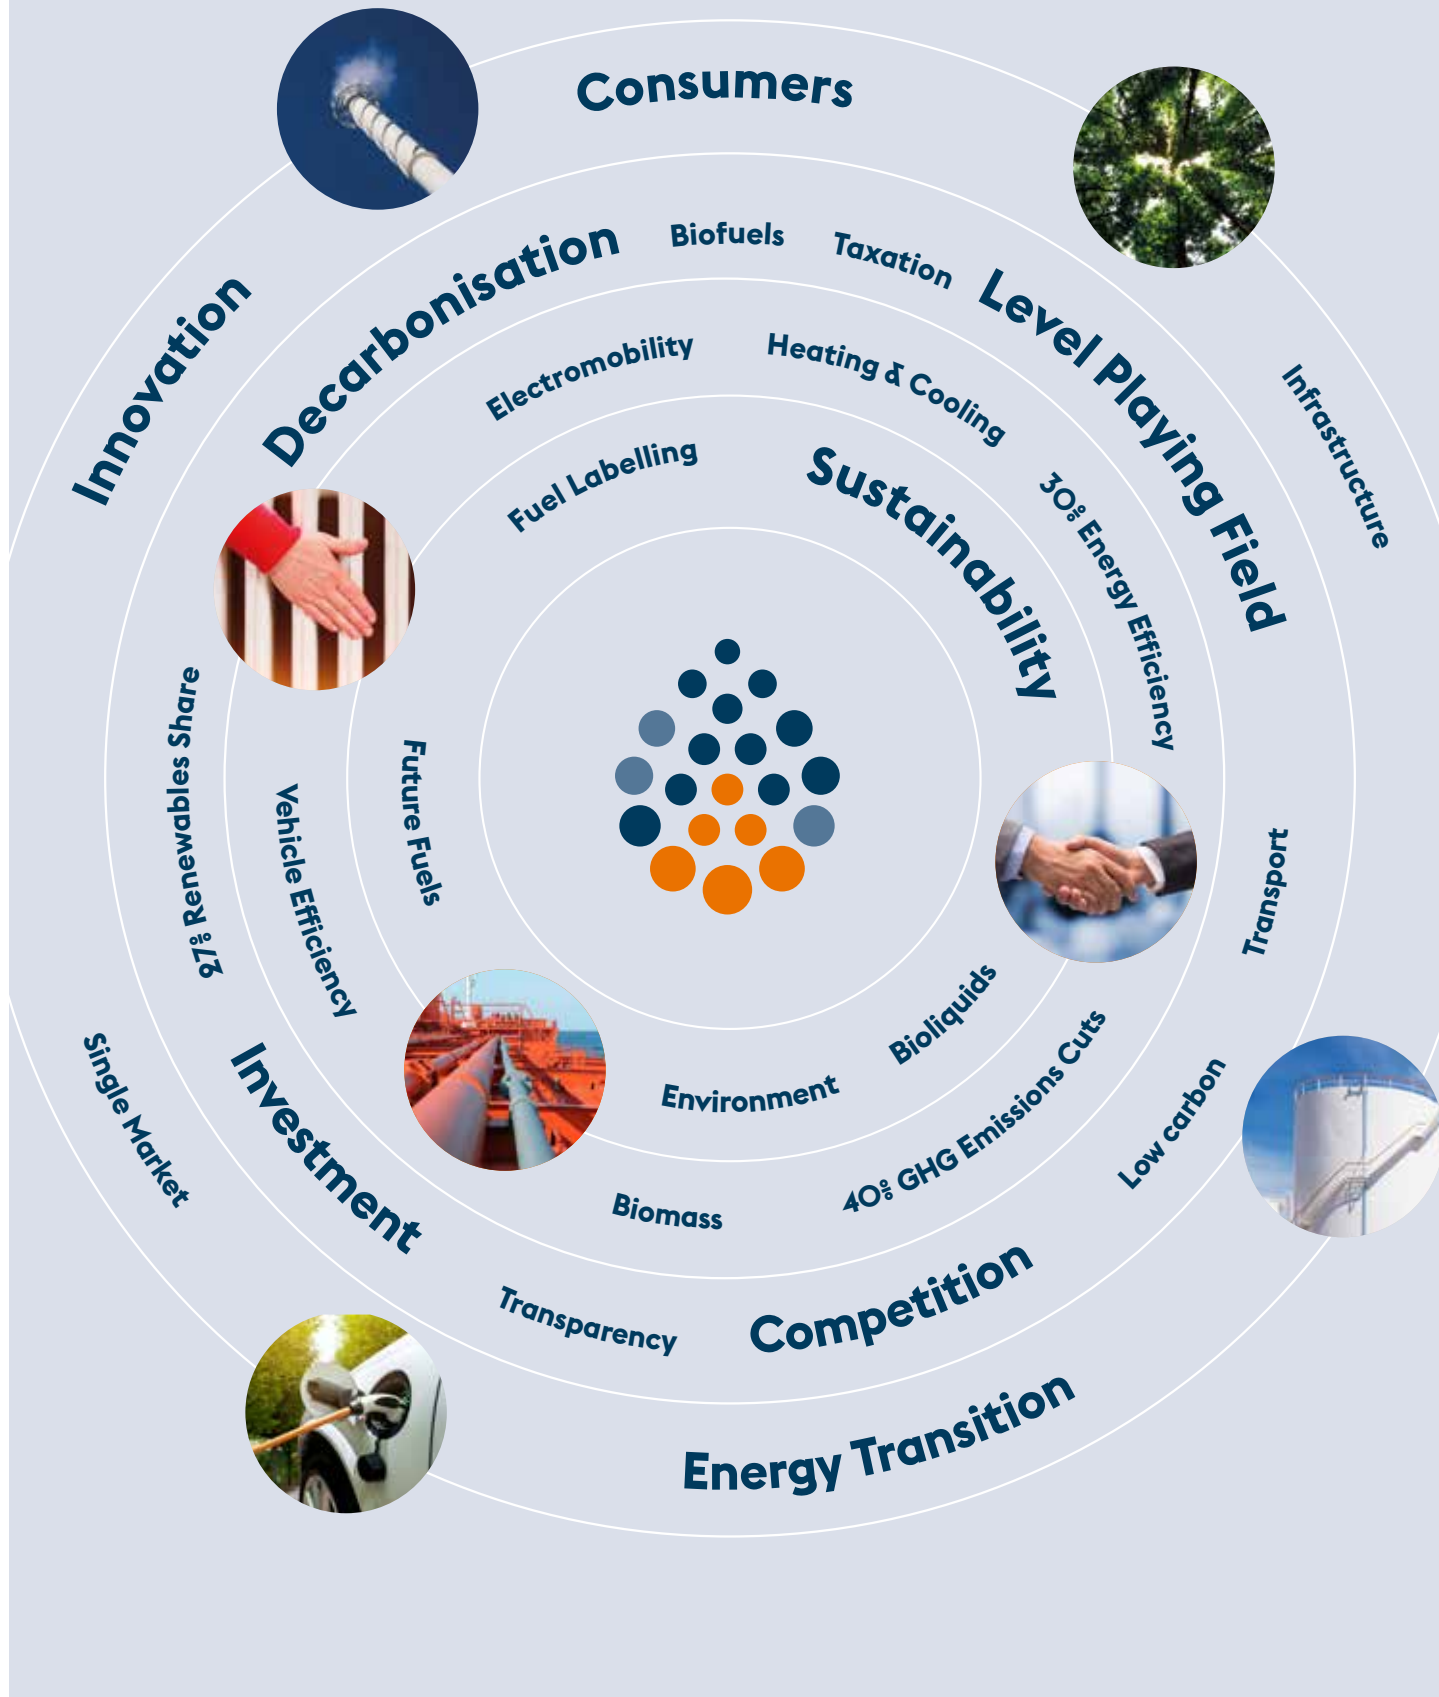 Consumers
Innovation
Decarbonisation
Biofuels
Taxation
Level Playing Field
Infrastructure
Electromobility
Heating & Cooling
Fuel Labelling
Sustainability
30% Energy Efficiency
27% Renewables Share
Vehicle Efficiency
Future Fuels
Transport
Bioliquids
Environment
40% GHG Emissions Cuts
Low carbon
Single Market
Investment
Biomass
Transparency
Competition
Energy Transition